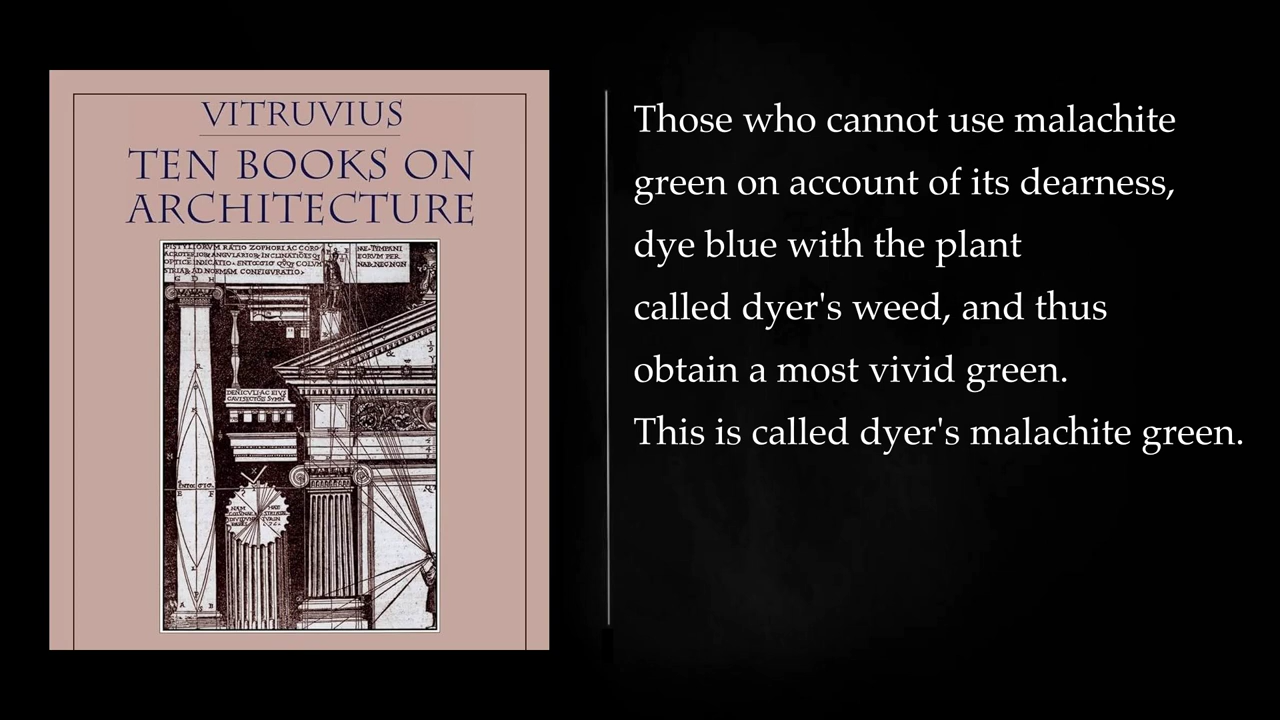 VITRUVIUS
TEN BOOKS ON
ARCHITECTURE
Those who cannot use malachite
green on account of its dearness,
dye blue with the plant
called dyer's weed, and thus
obtain a most vivid green.
This is called dyer's malachite green.